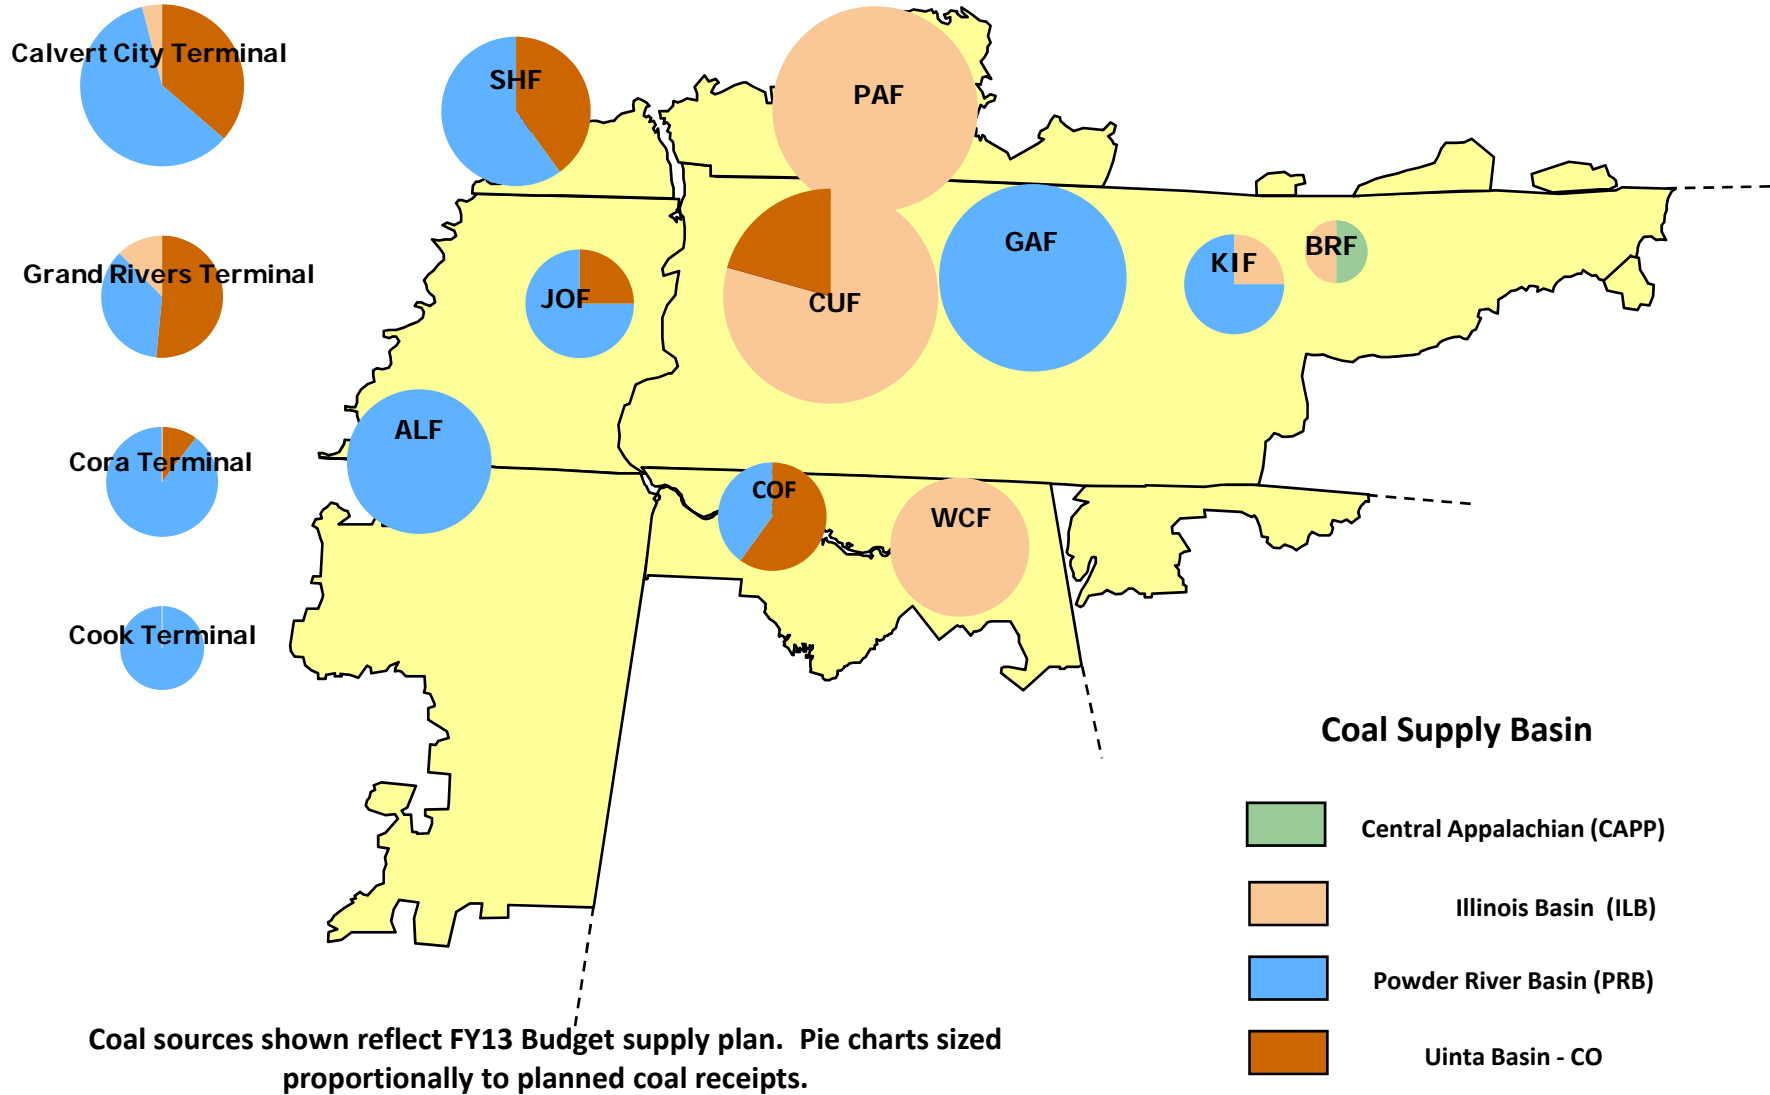 Calvert City Terminal
SHF
PAF
Grand Rivers Terminal
JOF
CUF
GAF
KIF
BRF
Cora Terminal
ALF
COF
WCF
Cook Terminal
Coal Supply Basin
Central Appalachian (CAPP)
Illinois Basin (ILB)
Powder River Basin (PRB)
Uinta Basin - CO
Coal sources shown reflect FY13 Budget supply plan. Pie charts sized
proportionally to planned coal receipts.